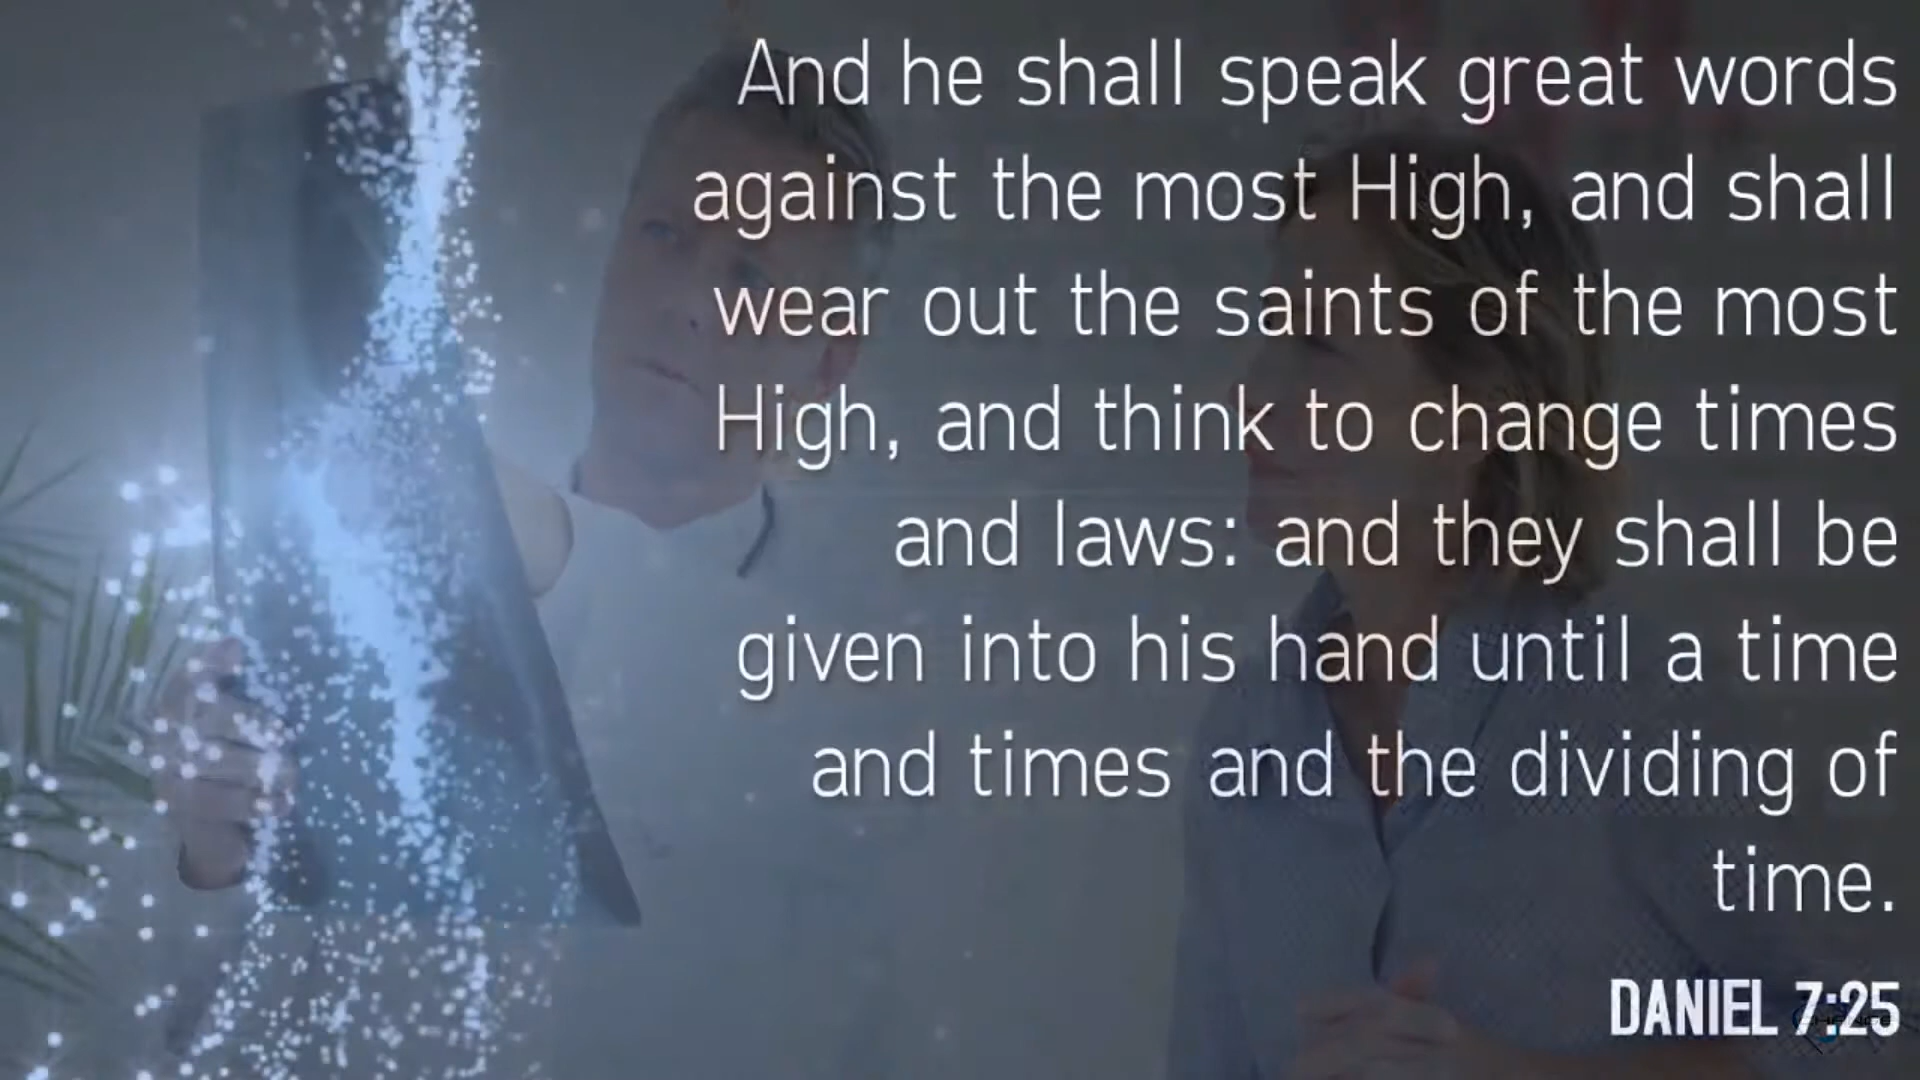 And he shall speak great words
against the most High, and shall
wear out the saints of the most
High, and think to change times
and laws: and they shall be
given into his hand until a time
and times and the dividing of
time.
DANIEL 7:25